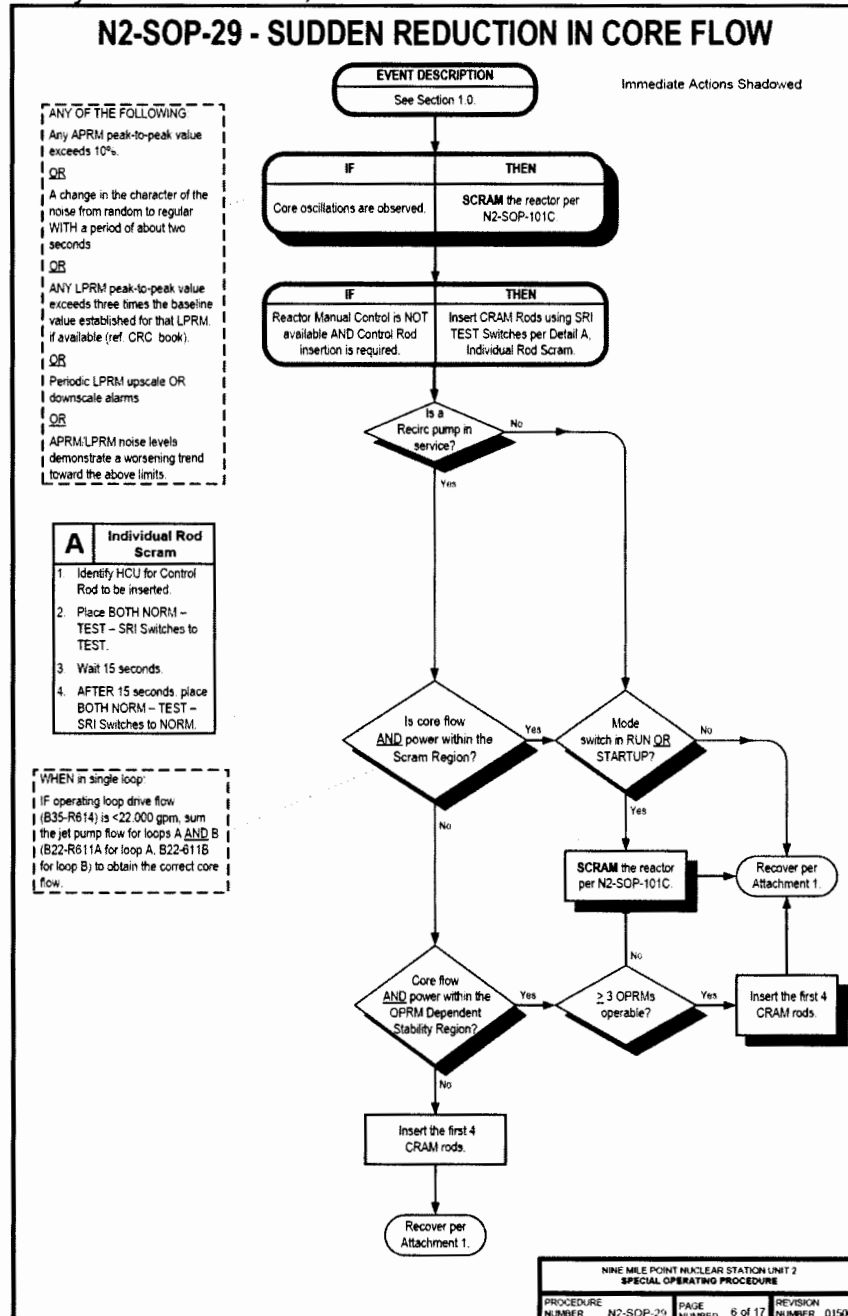 N2-SOP-29 - SUDDEN REDUCTION IN CORE FLOW
EVENT DESCRIPTION
See Section 1.0.
Immediate Actions Shadowed
ANY OF THE FOLLOWING
Any APRM peak-to-peak value
exceeds 10%.
OR
A change in the character of the
noise from random to regular
WITH a period of about two
seconds
OR
ANY LPRM peak-to-peak value
exceeds three times the baseline
value established for that LPRM,
if available (ref. CRC book).
OR
Periodic LPRM upscale OR
downscale alarms
OR
APRM/LPRM noise levels
demonstrate a worsening trend
toward the above limits.
IF
THEN
Core oscillations are observed.
SCRAM the reactor per
N2-SOP-101C
IF
THEN
Reactor Manual Control is NOT
available AND Control Rod
insertion is required.
Insert CRAM Rods using SRI
TEST Switches per Detail A,
Individual Rod Scram.
Is a
Recirc pump in
service?
No
Yes
A
Individual Rod
Scram
1. Identify HCU for Control
Rod to be inserted.
2. Place BOTH NORM –
TEST – SRI Switches to
TEST.
3. Wait 15 seconds.
4. AFTER 15 seconds, place
BOTH NORM – TEST –
SRI Switches to NORM.
Is core flow
AND power within the
Scram Region?
Yes
No
Mode
switch in RUN OR
STARTUP?
No
Yes
WHEN in single loop:
IF operating loop drive flow
(B35-R614) is <22.000 gpm, sum
the jet pump flow for loops A AND B
(B22-R611A for loop A, B22-611B
for loop B) to obtain the correct core
flow.
SCRAM the reactor
per N2-SOP-101C.
Recover per
Attachment 1.
Core flow
AND power within the
OPRM Dependent
Stability Region?
Yes
No
No
≥ 3 OPRMs
operable?
Yes
Insert the first 4
CRAM rods.
Insert the first 4
CRAM rods.
Recover per
Attachment 1.
NINE MILE POINT NUCLEAR STATION UNIT 2
SPECIAL OPERATING PROCEDURE
PROCEDURE
NUMBER N2-SOP-29
PAGE
NUMBER 6 of 17
REVISION
NUMBER 0150